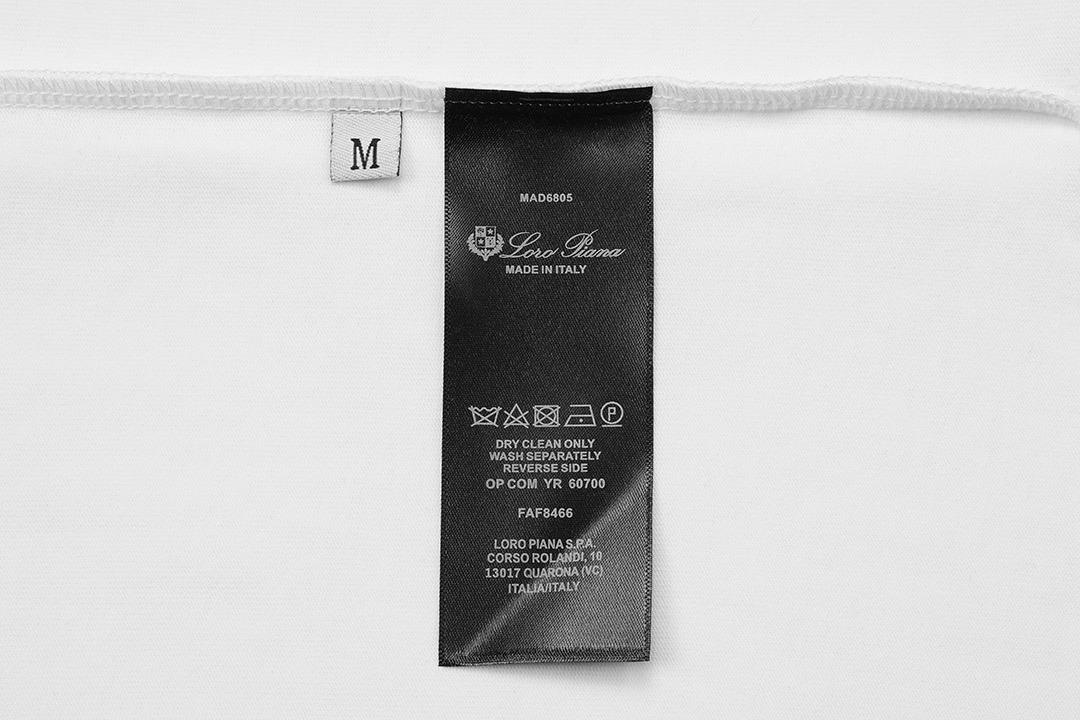 M
MAD6805
Loro Piana
MADE IN ITALY
P
DRY CLEAN ONLY
WASH SEPARATELY
REVERSE SIDE
OP COM YR 60700
FAF8466
LORO PIANA S.P.A.
CORSO ROLANDI, 10
13017 QUARONA (VC)
ITALIA/ITALY